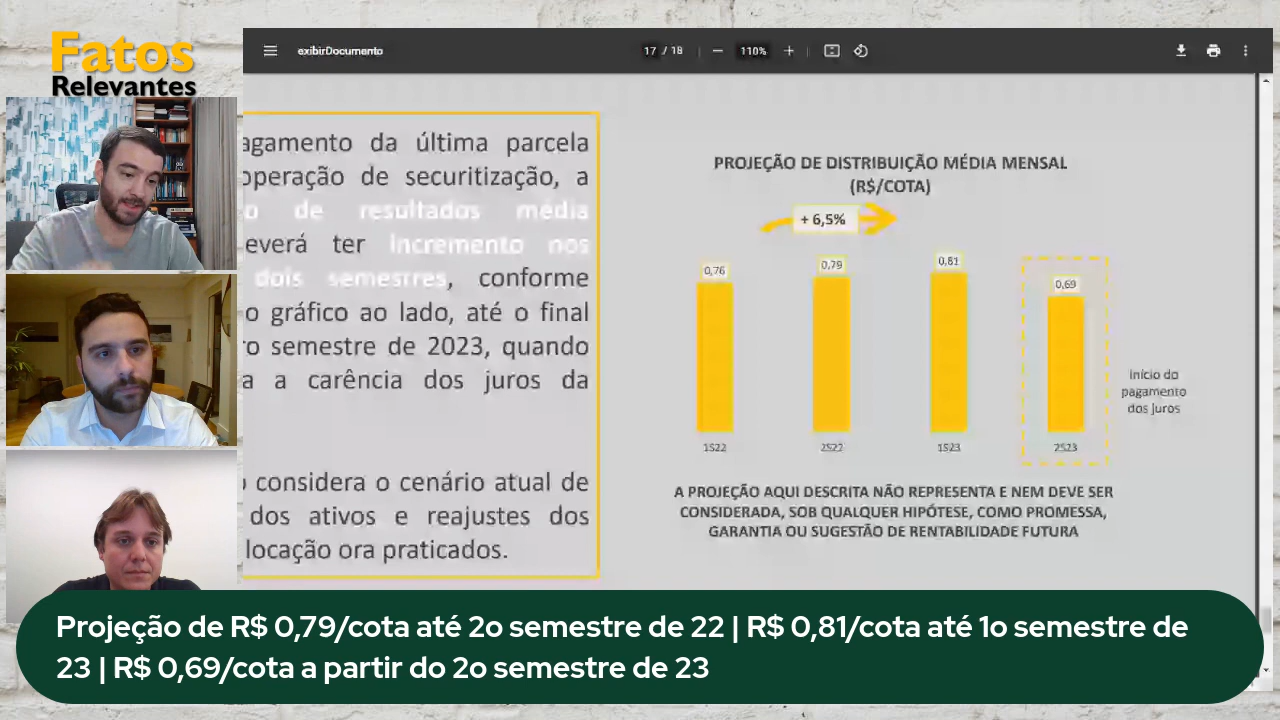 Fatos
Relevantes
exibirDocumento
17 / 18
110%
agamento da última parcela
operação de securitização, a
o de resultados média
everá ter incremento nos
dois semestres, conforme
o gráfico ao lado, até o final
ro semestre de 2023, quando
a a carência dos juros da
o considera o cenário atual de
dos ativos e reajustes dos
locação ora praticados.
PROJEÇÃO DE DISTRIBUIÇÃO MÉDIA MENSAL
(R$/COTA)
+ 6,5%
0,76
0,79
0,81
0,69
Início do
pagamento
dos juros
1S22
2S22
1S23
2S23
A PROJEÇÃO AQUI DESCRITA NÃO REPRESENTA E NEM DEVE SER
CONSIDERADA, SOB QUALQUER HIPÓTESE, COMO PROMESSA,
GARANTIA OU SUGESTÃO DE RENTABILIDADE FUTURA
Projeção de R$ 0,79/cota até 2o semestre de 22 | R$ 0,81/cota até 1o semestre de
23 | R$ 0,69/cota a partir do 2o semestre de 23